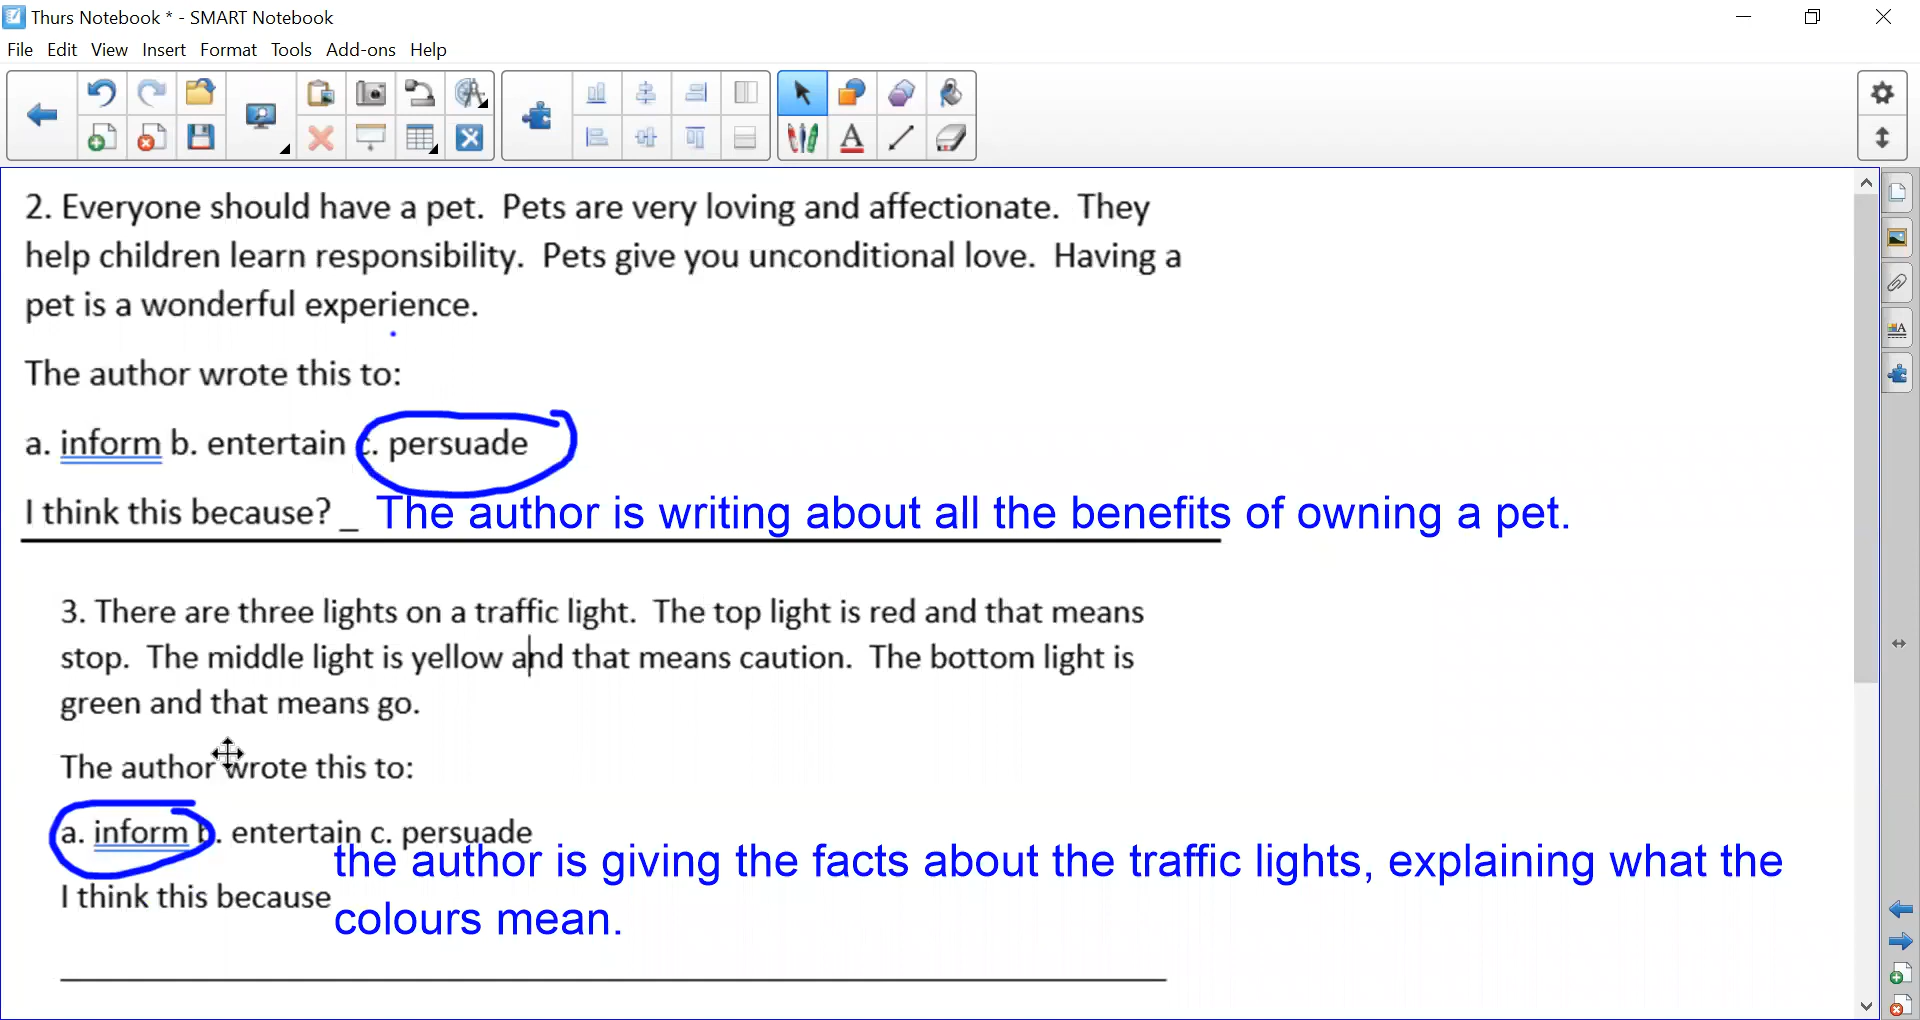 Thurs Notebook * - SMART Notebook
File Edit View Insert Format Tools Add-ons Help
2. Everyone should have a pet. Pets are very loving and affectionate. They
help children learn responsibility. Pets give you unconditional love. Having a
pet is a wonderful experience.
The author wrote this to:
a. inform b. entertain c. persuade
I think this because? _ The author is writing about all the benefits of owning a pet.
3. There are three lights on a traffic light. The top light is red and that means
stop. The middle light is yellow and that means caution. The bottom light is
green and that means go.
The author wrote this to:
a. inform b. entertain c. persuade
I think this because
the author is giving the facts about the traffic lights, explaining what the
colours mean.